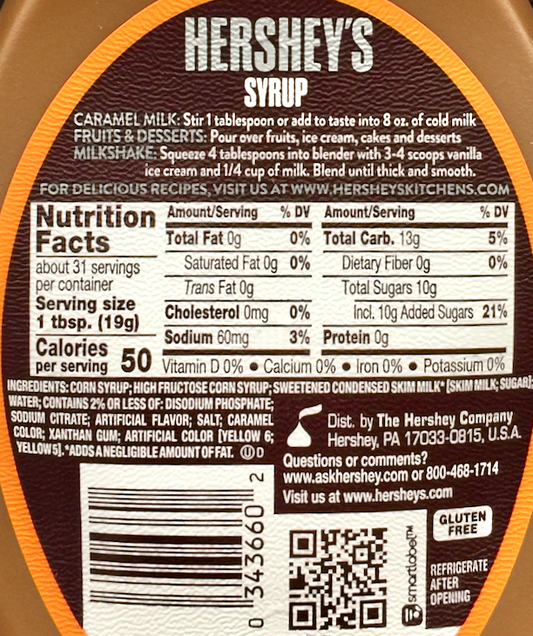 HERSHEY'S
SYRUP
CARAMEL MILK: Stir 1 tablespoon or add to taste into 8 oz. of cold milk
FRUITS & DESSERTS: Pour over fruits, ice cream, cakes and desserts
MILKSHAKE: Squeeze 4 tablespoons into blender with 3-4 scoops vanilla
ice cream and 1/4 cup of milk. Blend until thick and smooth.
FOR DELICIOUS RECIPES, VISIT US AT WWW.HERSHEYSKITCHENS.COM
Nutrition
Facts
about 31 servings
per container
Serving size
1 tbsp. (19g)
Calories
per serving 50
Amount/Serving % DV
Total Fat 0g 0%
Saturated Fat 0g 0%
Trans Fat 0g
Cholesterol 0mg 0%
Sodium 60mg 3%
Amount/Serving % DV
Total Carb. 13g 5%
Dietary Fiber 0g 0%
Total Sugars 10g
Incl. 10g Added Sugars 21%
Protein 0g
Vitamin D 0% • Calcium 0% • Iron 0% • Potassium 0%
INGREDIENTS: CORN SYRUP; HIGH FRUCTOSE CORN SYRUP; SWEETENED CONDENSED SKIM MILK* [SKIM MILK; SUGAR];
WATER; CONTAINS 2% OR LESS OF: DISODIUM PHOSPHATE;
SODIUM CITRATE; ARTIFICIAL FLAVOR; SALT; CARAMEL
COLOR; XANTHAN GUM; ARTIFICIAL COLOR [YELLOW 6;
YELLOW 5]. *ADDS A NEGLIGIBLE AMOUNT OF FAT. Ⓤ D
Dist. by The Hershey Company
Hershey, PA 17033-0815, U.S.A.
Questions or comments?
www.askhershey.com or 800-468-1714
Visit us at www.hersheys.com
0 343660 2
smartlabel™
GLUTEN
FREE
REFRIGERATE
AFTER
OPENING